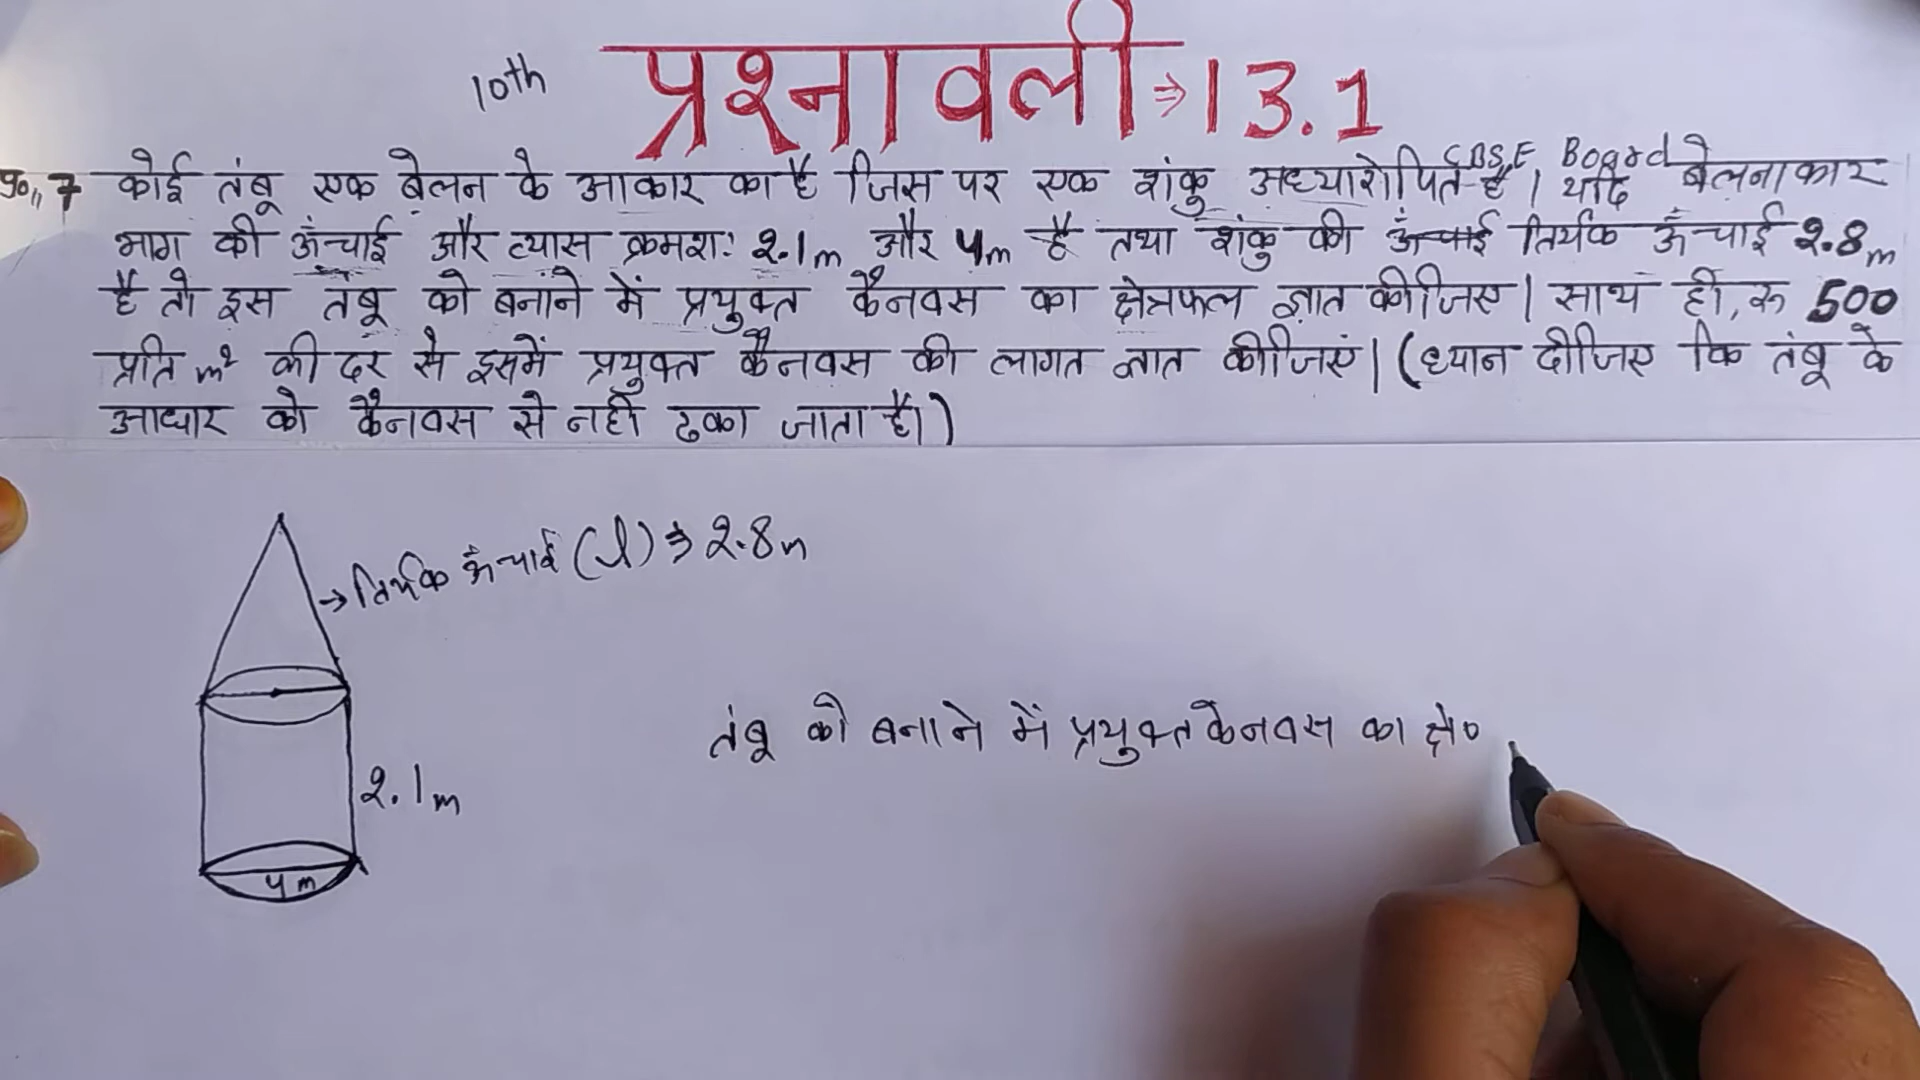 10th प्रश्नावली ⇒ 13.1
CBSE Board
प्र०,, 7 कोई तंबू एक बेलन के आकार का है जिस पर एक शंकु अध्यारोपित है। यदि बेलनाकार
भाग की ऊँचाई और व्यास क्रमश: 2.1m और 4m है तथा शंकु की ऊँचाई तिर्यक ऊँचाई 2.8m
है तो इस तंबू को बनाने में प्रयुक्त कैनवस का क्षेत्रफल ज्ञात कीजिए। साथ ही, रू 500
प्रति m² की दर से इसमें प्रयुक्त कैनवस की लागत ज्ञात कीजिएं। (ध्यान दीजिए कि तंबू के
आधार को कैनवस से नहीं ढका जाता है।)
→ तिर्यक ऊँचाई (l) ⇒ 2.8m
तंबू को बनाने में प्रयुक्त केनवस का क्षे०
2.1m
4m